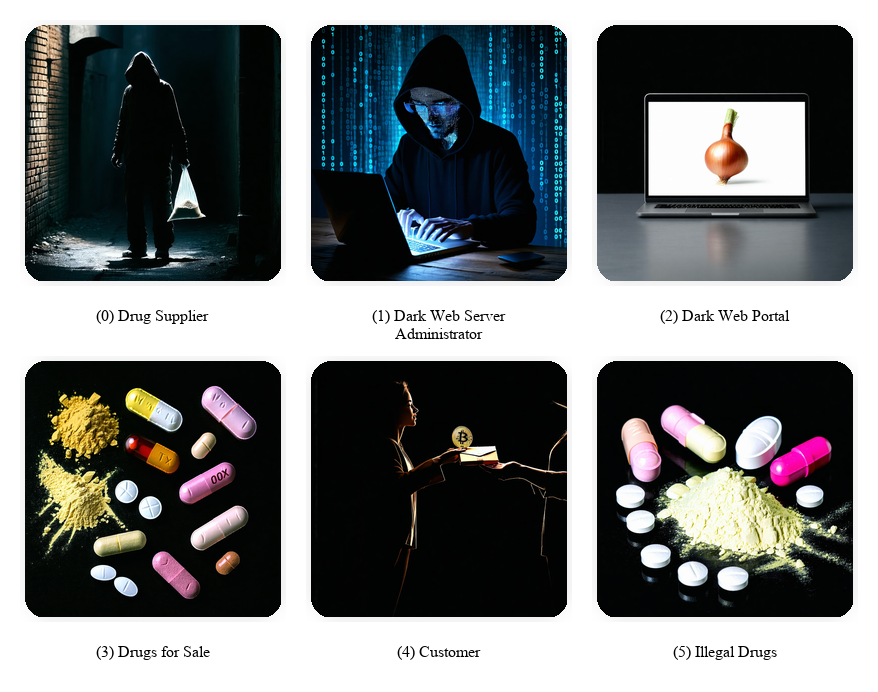 (0) Drug Supplier
(1) Dark Web Server
Administrator
(2) Dark Web Portal
TX
00X
(3) Drugs for Sale
(4) Customer
(5) Illegal Drugs